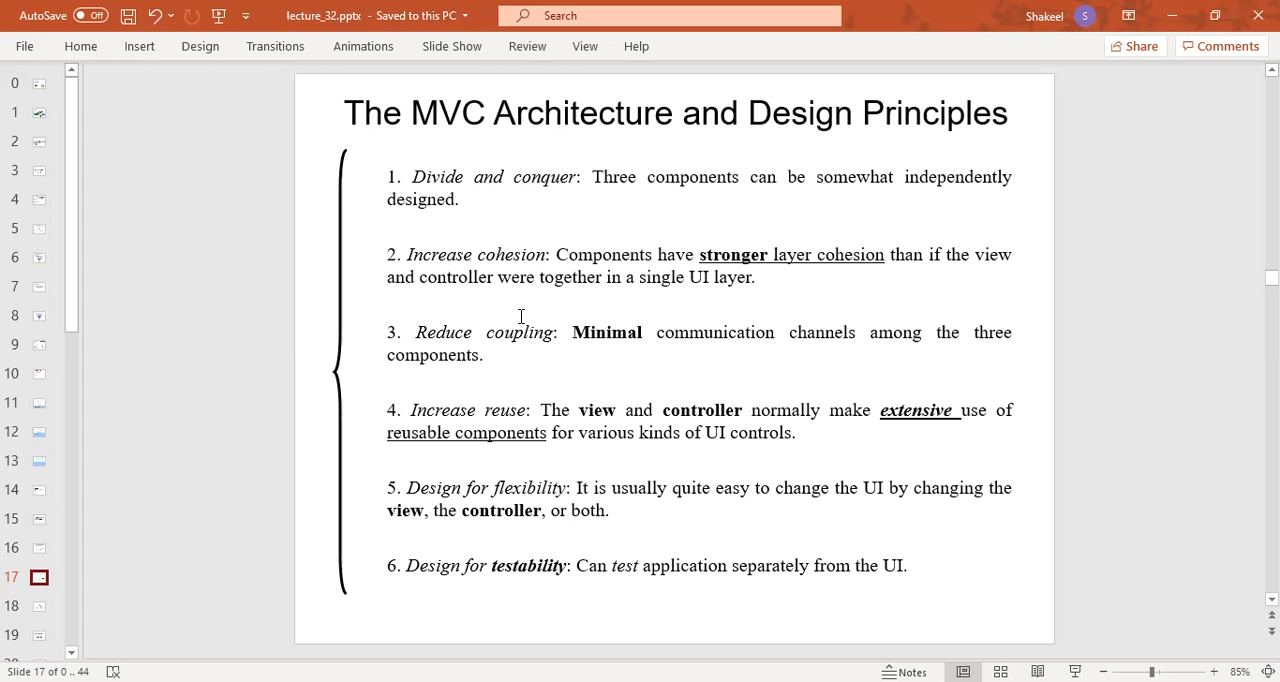 AutoSave Off lecture_32.pptx - Saved to this PC Search Shakeel S
File Home Insert Design Transitions Animations Slide Show Review View Help Share Comments
0
1
2
3
4
5
6
7
8
9
10
11
12
13
14
15
16
17
18
19
The MVC Architecture and Design Principles
1. Divide and conquer: Three components can be somewhat independently
designed.
2. Increase cohesion: Components have stronger layer cohesion than if the view
and controller were together in a single UI layer.
3. Reduce coupling: Minimal communication channels among the three
components.
4. Increase reuse: The view and controller normally make extensive use of
reusable components for various kinds of UI controls.
5. Design for flexibility: It is usually quite easy to change the UI by changing the
view, the controller, or both.
6. Design for testability: Can test application separately from the UI.
Slide 17 of 0 .. 44 Notes 85%